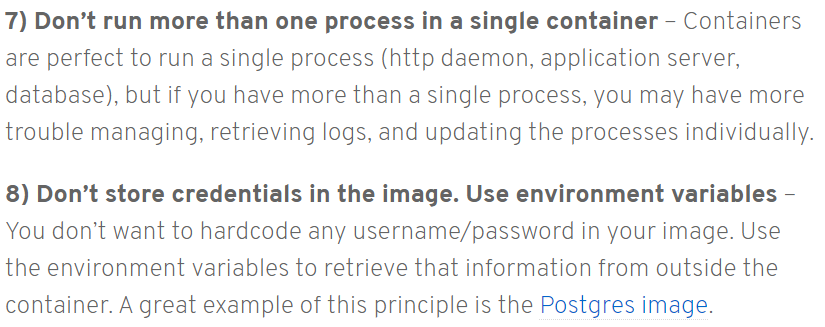 7) Don’t run more than one process in a single container – Containers
are perfect to run a single process (http daemon, application server,
database), but if you have more than a single process, you may have more
trouble managing, retrieving logs, and updating the processes individually.
8) Don’t store credentials in the image. Use environment variables –
You don’t want to hardcode any username/password in your image. Use
the environment variables to retrieve that information from outside the
container. A great example of this principle is the Postgres image.